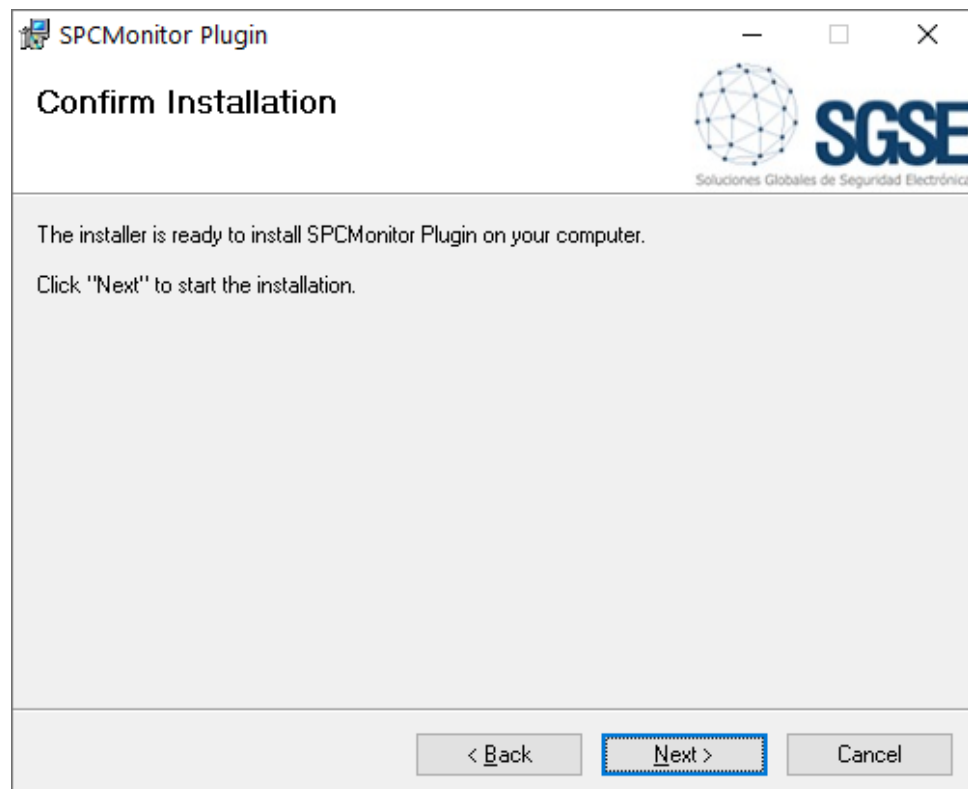 SPCMonitor Plugin
Confirm Installation
SGSE
Soluciones Globales de Seguridad Electrónica
The installer is ready to install SPCMonitor Plugin on your computer.
Click "Next" to start the installation.
< Back
Next >
Cancel